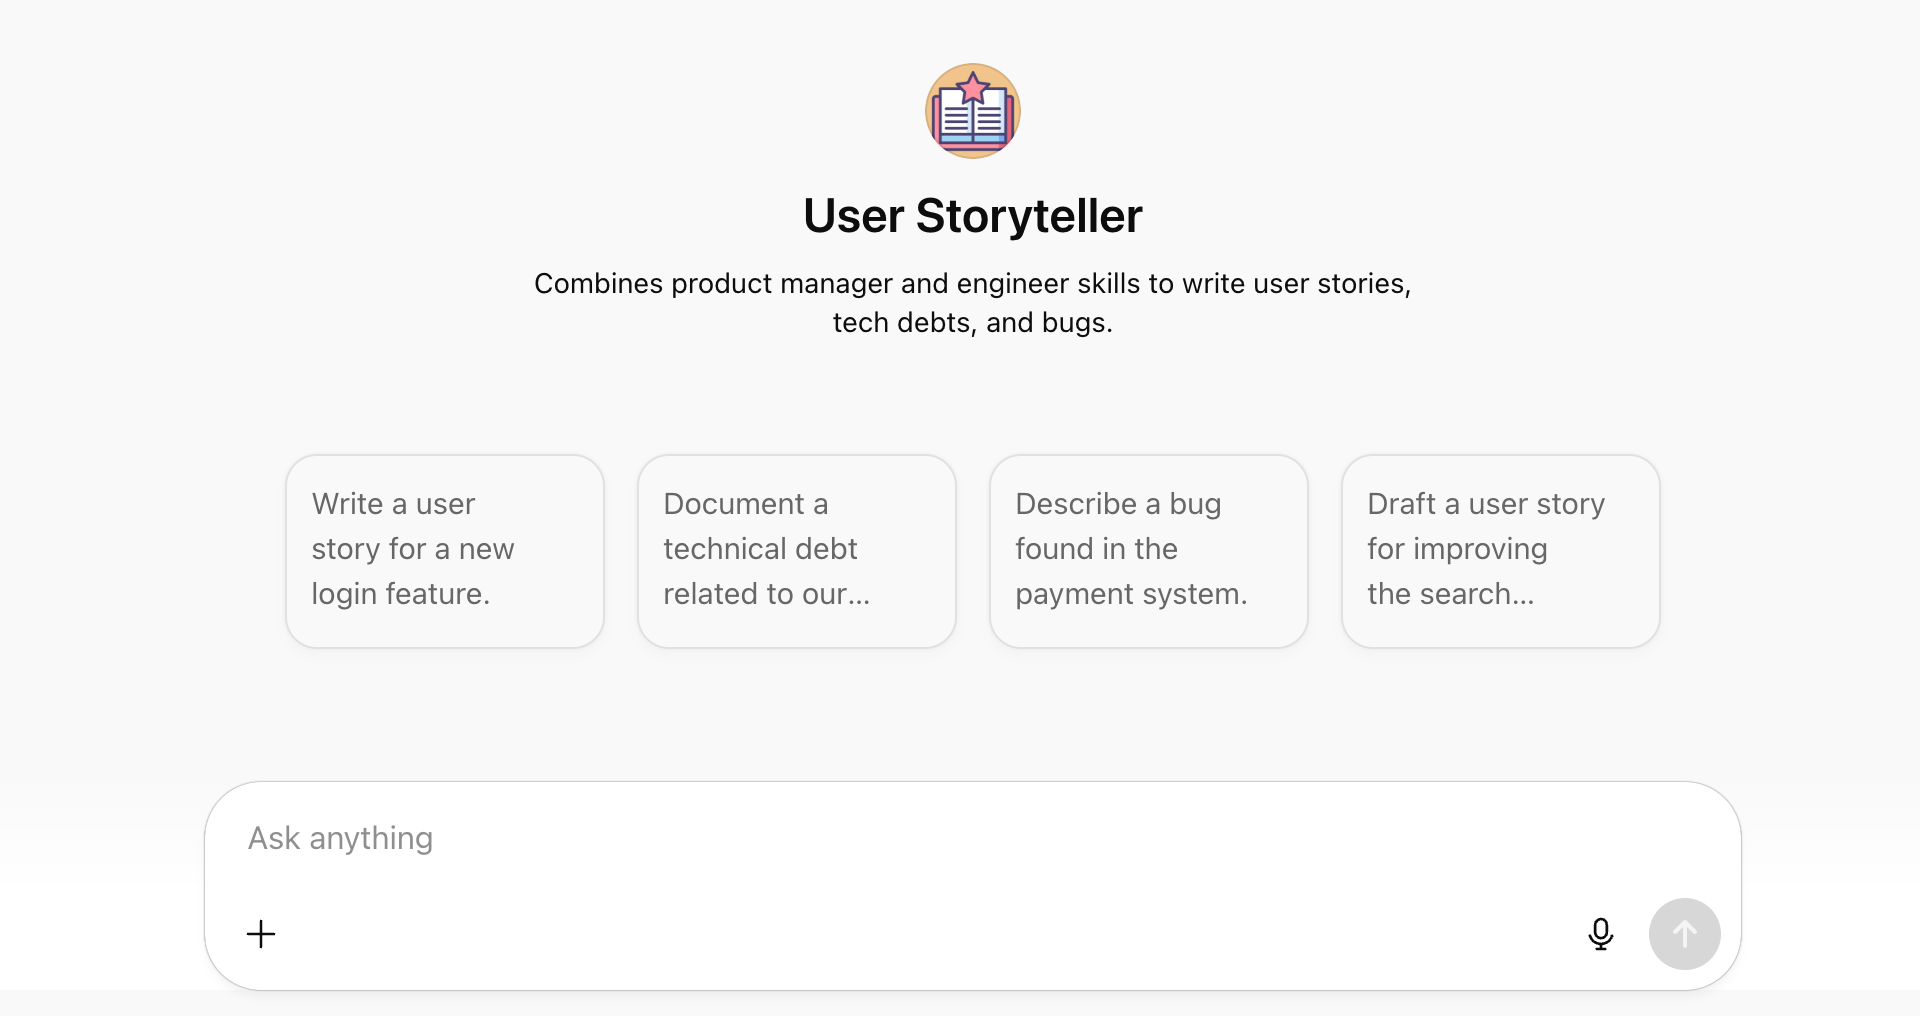 User Storyteller
Combines product manager and engineer skills to write user stories,
tech debts, and bugs.
Write a user
story for a new
login feature.
Document a
technical debt
related to our...
Describe a bug
found in the
payment system.
Draft a user story
for improving
the search...
Ask anything